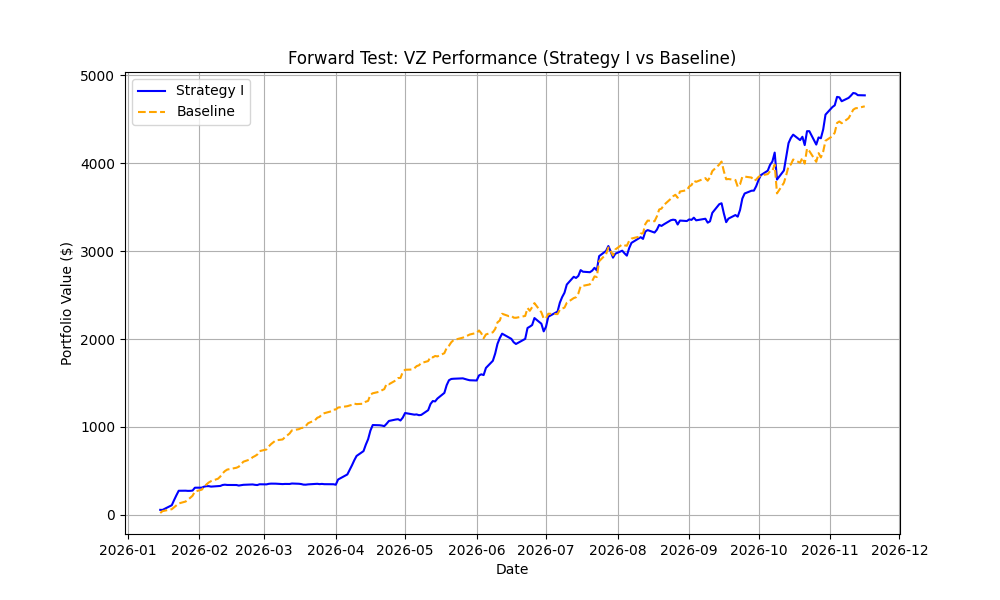 Forward Test: VZ Performance (Strategy I vs Baseline)
Strategy I
Baseline
Portfolio Value ($)
5000
4000
3000
2000
1000
0
2026-01 2026-02 2026-03 2026-04 2026-05 2026-06 2026-07 2026-08 2026-09 2026-10 2026-11 2026-12
Date